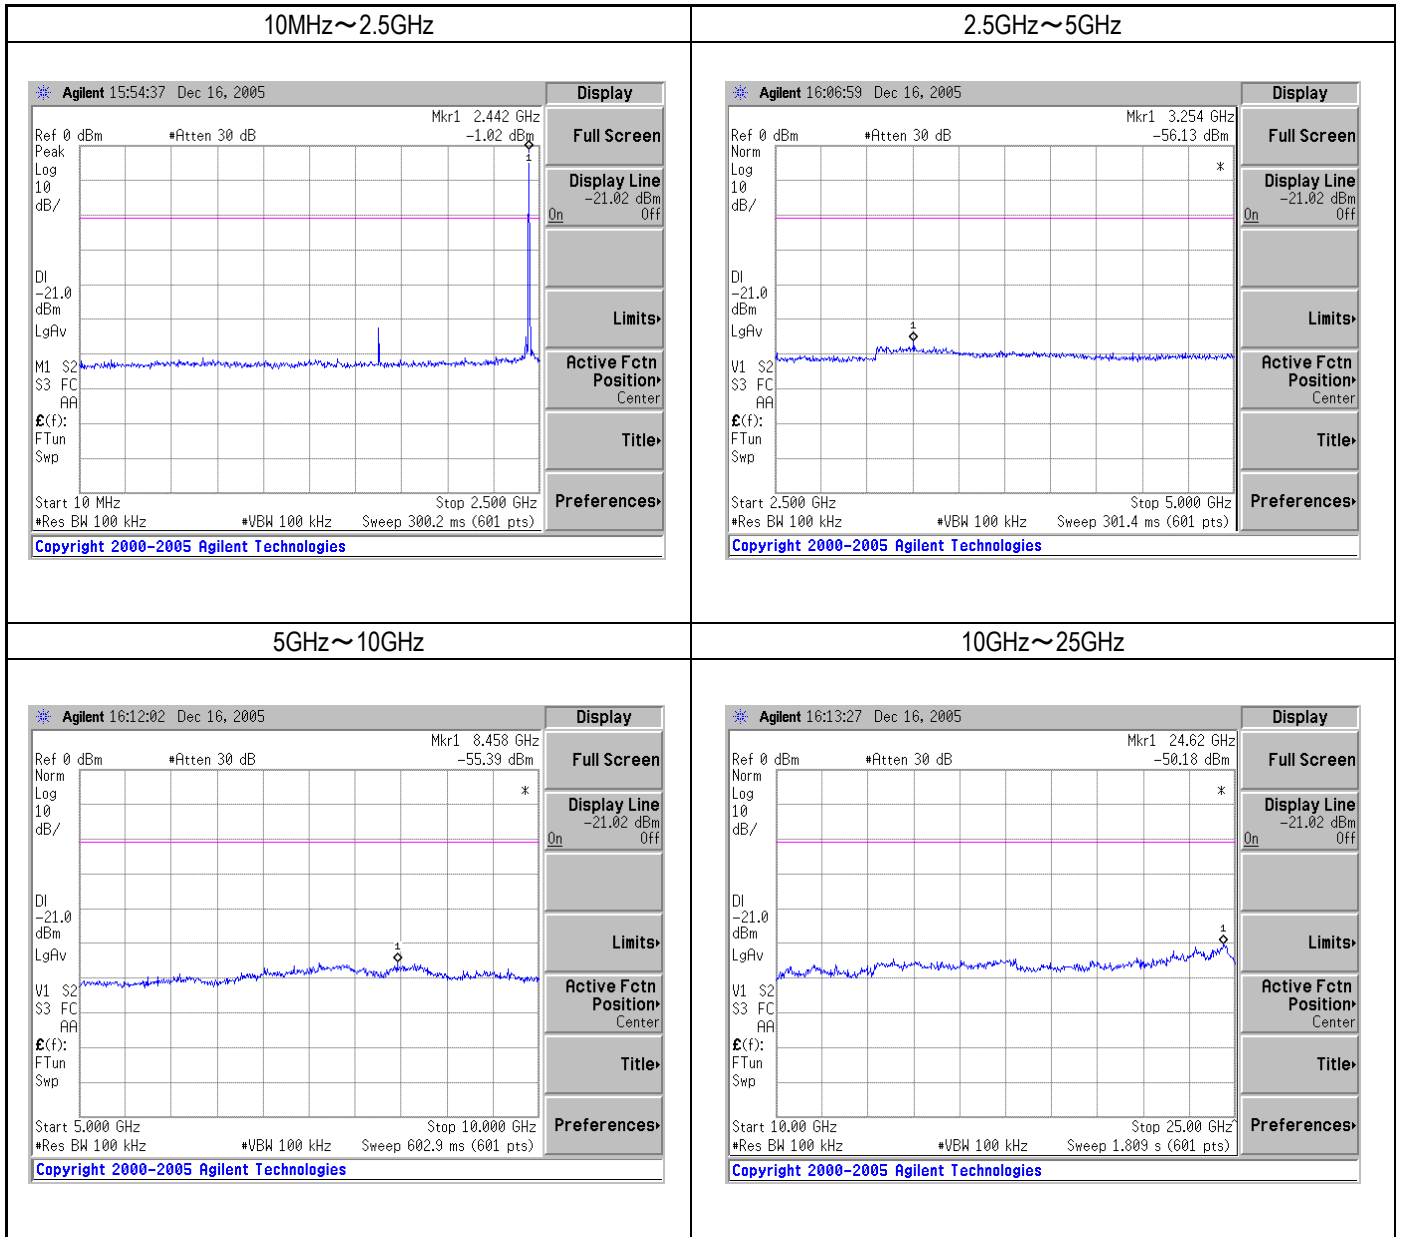 10MHz～2.5GHz
Agilent 15:54:37 Dec 16, 2005
Display
Mkr1 2.442 GHz
Ref 0 dBm #Atten 30 dB -1.02 dBm
Full Screen
Peak
Log
10
dB/
1
Display Line
-21.02 dBm
On Off
DI
-21.0
dBm
LgAv
Limits
M1 S2
S3 FC
AA
Active Fctn
Position
Center
£(f):
FTun
Swp
Title
Start 10 MHz Stop 2.500 GHz
#Res BW 100 kHz #VBW 100 kHz Sweep 300.2 ms (601 pts)
Preferences
Copyright 2000-2005 Agilent Technologies
2.5GHz～5GHz
Agilent 16:06:59 Dec 16, 2005
Display
Mkr1 3.254 GHz
Ref 0 dBm #Atten 30 dB -56.13 dBm
Full Screen
Norm
Log
10
dB/
*
Display Line
-21.02 dBm
On Off
DI
-21.0
dBm
LgAv
1
Limits
V1 S2
S3 FC
AA
Active Fctn
Position
Center
£(f):
FTun
Swp
Title
Start 2.500 GHz Stop 5.000 GHz
#Res BW 100 kHz #VBW 100 kHz Sweep 301.4 ms (601 pts)
Preferences
Copyright 2000-2005 Agilent Technologies
5GHz～10GHz
Agilent 16:12:02 Dec 16, 2005
Display
Mkr1 8.458 GHz
Ref 0 dBm #Atten 30 dB -55.39 dBm
Full Screen
Norm
Log
10
dB/
*
Display Line
-21.02 dBm
On Off
DI
-21.0
dBm
LgAv
1
Limits
V1 S2
S3 FC
AA
Active Fctn
Position
Center
£(f):
FTun
Swp
Title
Start 5.000 GHz Stop 10.000 GHz
#Res BW 100 kHz #VBW 100 kHz Sweep 602.9 ms (601 pts)
Preferences
Copyright 2000-2005 Agilent Technologies
10GHz～25GHz
Agilent 16:13:27 Dec 16, 2005
Display
Mkr1 24.62 GHz
Ref 0 dBm #Atten 30 dB -50.18 dBm
Full Screen
Norm
Log
10
dB/
*
Display Line
-21.02 dBm
On Off
DI
-21.0
dBm
LgAv
1
Limits
V1 S2
S3 FC
AA
Active Fctn
Position
Center
£(f):
FTun
Swp
Title
Start 10.00 GHz Stop 25.00 GHz^
#Res BW 100 kHz #VBW 100 kHz Sweep 1.809 s (601 pts)
Preferences
Copyright 2000-2005 Agilent Technologies